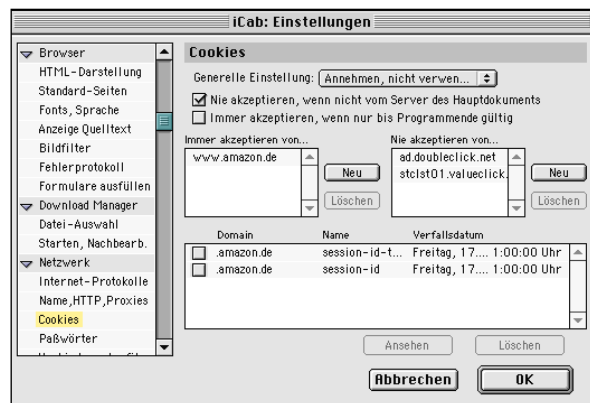 iCab: Einstellungen
Browser
HTML-Darstellung
Standard-Seiten
Fonts, Sprache
Anzeige Quelltext
Bildfilter
Fehlerprotokoll
Formulare ausfüllen
Download Manager
Datei-Auswahl
Starten, Nachbearb.
Netzwerk
Internet-Protokolle
Name,HTTP,Proxies
Cookies
Paßwörter
Cookies
Generelle Einstellung: Annehmen, nicht verwen...
Nie akzeptieren, wenn nicht vom Server des Hauptdokuments
Immer akzeptieren, wenn nur bis Programmende gültig
Immer akzeptieren von...
www.amazon.de
Neu
Löschen
Nie akzeptieren von...
ad.doubleclick.net
stclst01.valueclick.
Neu
Löschen
Domain Name Verfallsdatum
.amazon.de session-id-t... Freitag, 17.... 1:00:00 Uhr
.amazon.de session-id Freitag, 17.... 1:00:00 Uhr
Ansehen Löschen
Abbrechen OK